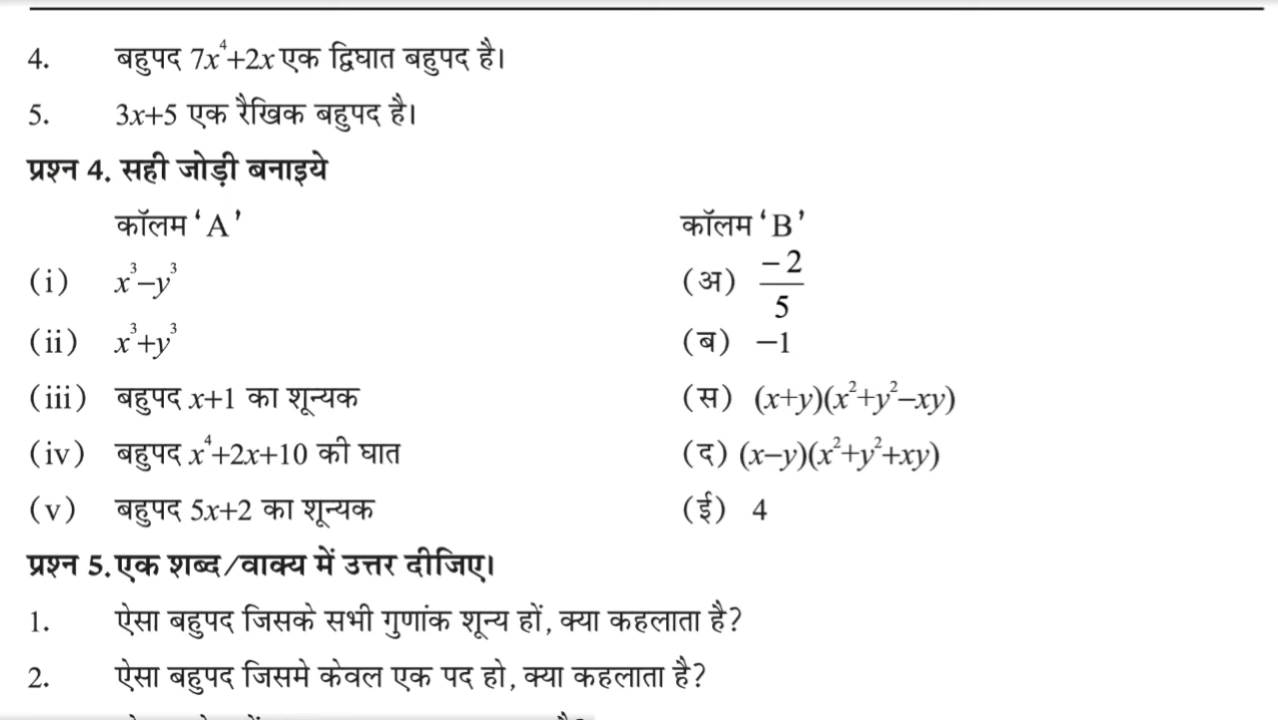 4. बहुपद 7x⁴+2x एक द्विघात बहुपद है।
5. 3x+5 एक रैखिक बहुपद है।
प्रश्न 4. सही जोड़ी बनाइये
कॉलम ‘A’ कॉलम ‘B’
(i) x³–y³ (अ) –2/5
(ii) x³+y³ (ब) –1
(iii) बहुपद x+1 का शून्यक (स) (x+y)(x²+y²–xy)
(iv) बहुपद x⁴+2x+10 की घात (द) (x–y)(x²+y²+xy)
(v) बहुपद 5x+2 का शून्यक (ई) 4
प्रश्न 5. एक शब्द/वाक्य में उत्तर दीजिए।
1. ऐसा बहुपद जिसके सभी गुणांक शून्य हों, क्या कहलाता है?
2. ऐसा बहुपद जिसमे केवल एक पद हो, क्या कहलाता है?